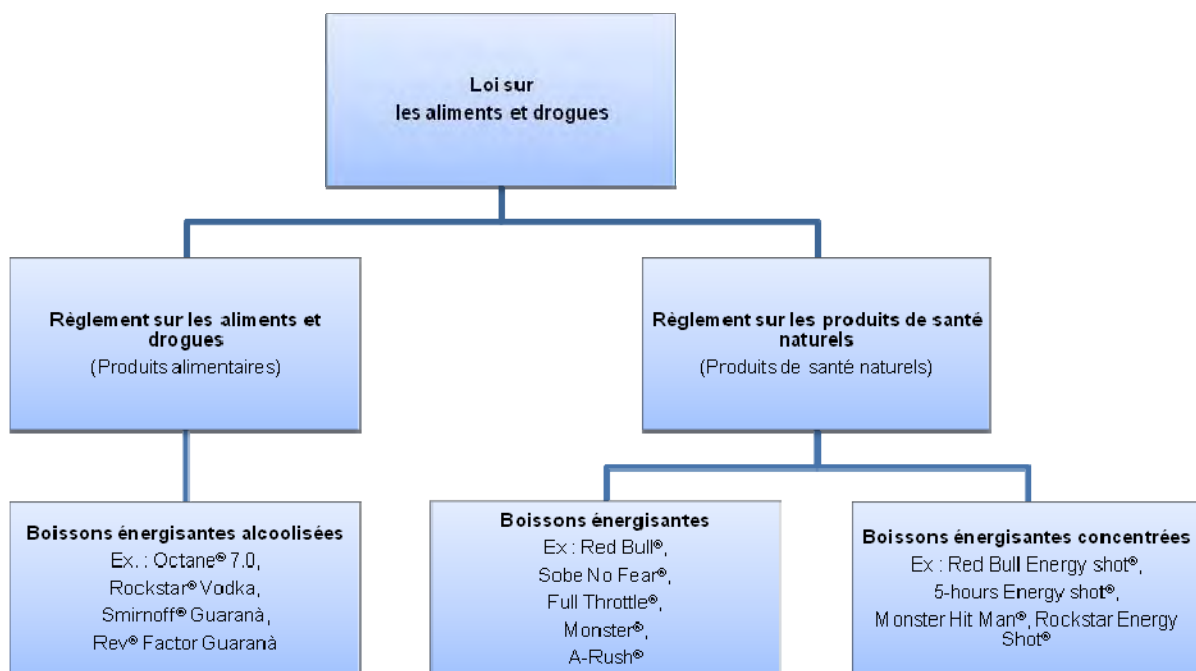 Loi sur
les aliments et drogues
Règlement sur les aliments et
drogues
(Produits alimentaires)
Règlement sur les produits de santé
naturels
(Produits de santé naturels)
Boissons énergisantes alcoolisées
Ex. : Octane® 7.0,
Rockstar® Vodka,
Smirnoff® Guaranà,
Rev® Factor Guaranà
Boissons énergisantes
Ex : Red Bull®,
Sobe No Fear®,
Full Throttle®,
Monster®,
A-Rush®
Boissons énergisantes concentrées
Ex : Red Bull Energy shot®,
5-hours Energy shot®,
Monster Hit Man®, Rockstar Energy
Shot®